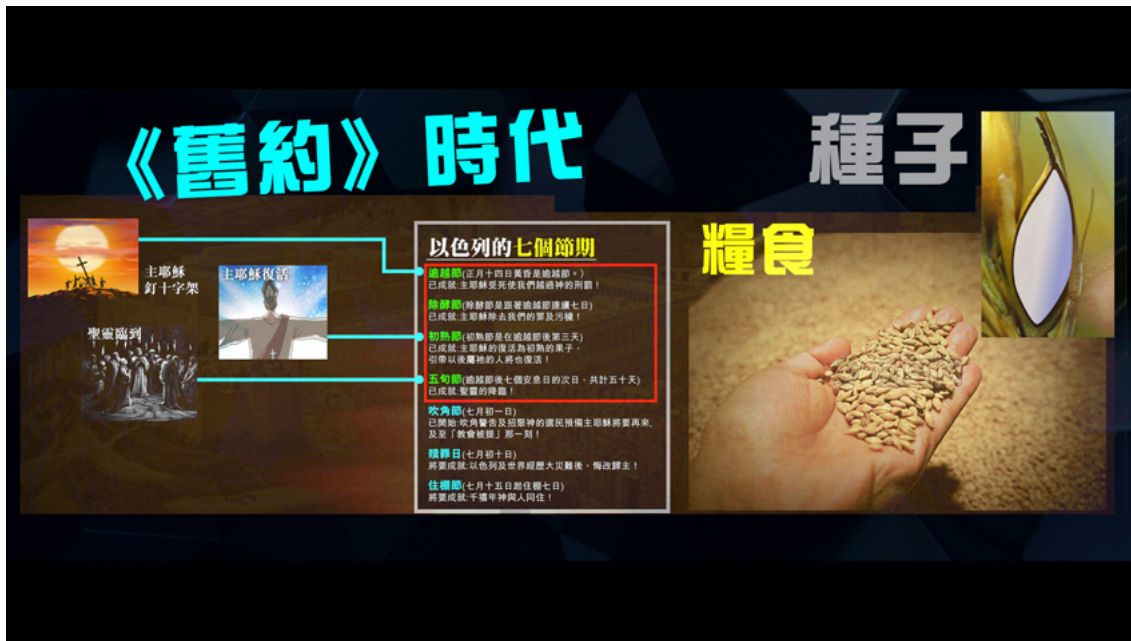 《舊約》時代
種子
糧食
主耶穌
釘十字架
主耶穌復活
聖靈臨到
以色列的七個節期
逾越節(正月十四日黃昏是逾越節。)
已成就:主耶穌受死使我們越過神的刑罰!
除酵節(除酵節是跟著逾越節連續七日)
已成就:主耶穌除去我們的罪及污穢!
初熟節(初熟節是在逾越節後第三天)
已成就:主耶穌的復活為初熟的果子,
引帶以後屬祂的人將也復活!
五旬節(逾越節後七個安息日的次日,共計五十天)
已成就:聖靈的降臨!
吹角節(七月初一日)
已開始:吹角警告及招聚神的選民預備主耶穌將要再來,
及至「教會被提」那一刻!
贖罪日(七月初十日)
將要成就:以色列及世界經歷大災難後,悔改歸主!
住棚節(七月十五日起住棚七日)
將要成就:千禧年神與人同住!